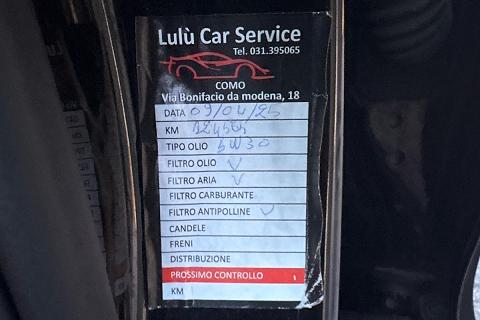 Lulù Car Service
Tel. 031.395065
COMO
Via Bonifacio da modena, 18
DATA 09/04/25
KM 124565
TIPO OLIO 5W30
FILTRO OLIO V
FILTRO ARIA V
FILTRO CARBURANTE
FILTRO ANTIPOLLINE V
CANDELE
FRENI
DISTRIBUZIONE
PROSSIMO CONTROLLO
KM